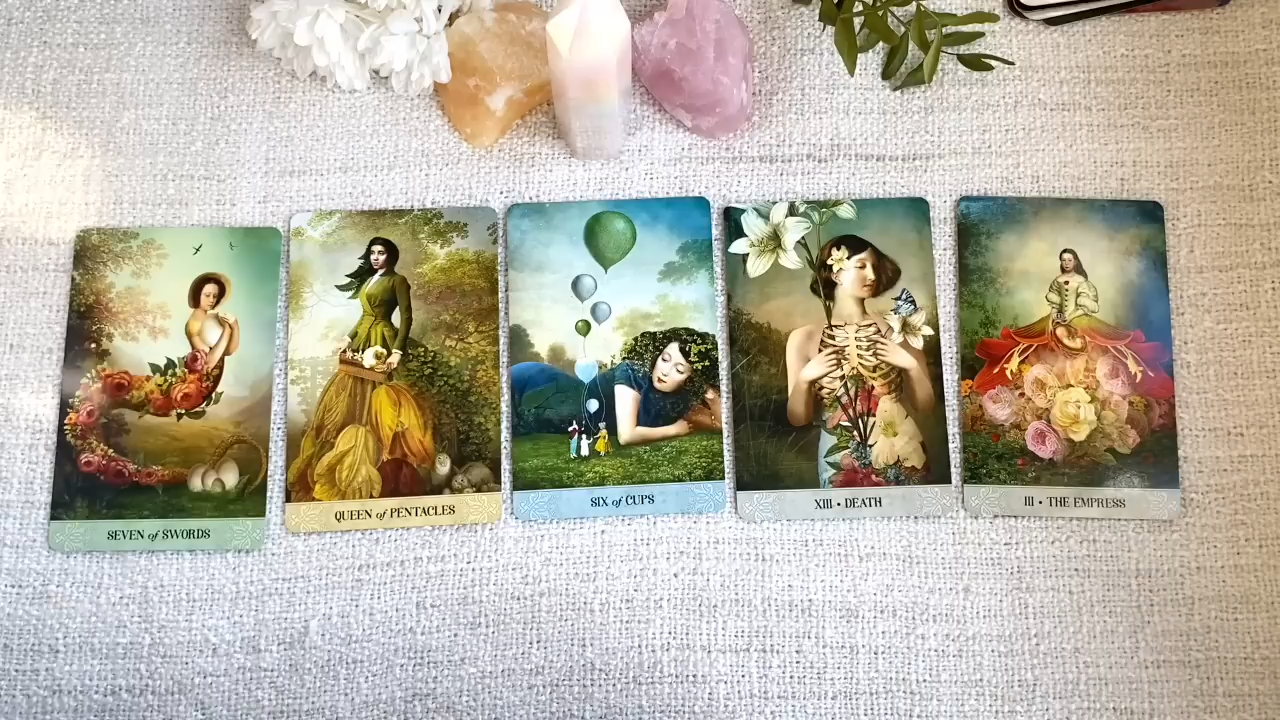 SEVEN of SWORDS
QUEEN of PENTACLES
SIX of CUPS
XIII • DEATH
III • THE EMPRESS